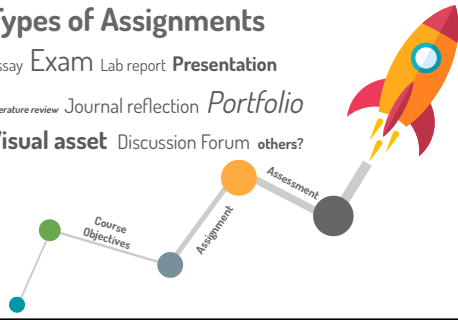 Types of Assignments
ssay Exam Lab report Presentation
erature review Journal reflection Portfolio
Visual asset Discussion Forum others?
Assessment
Course
Objectives
Assignment